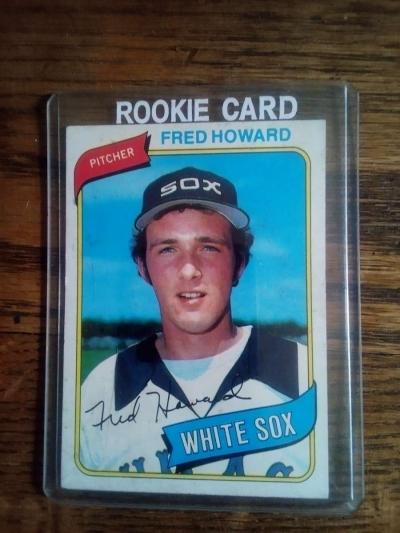 ROOKIE CARD
FRED HOWARD
PITCHER
SOX
Fred Howard
WHITE SOX